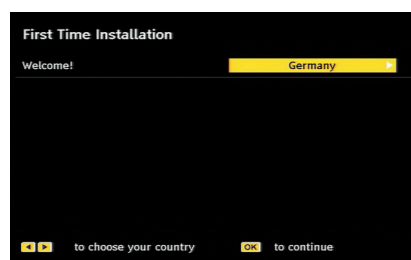 First Time Installation
Welcome! Germany
to choose your country OK to continue